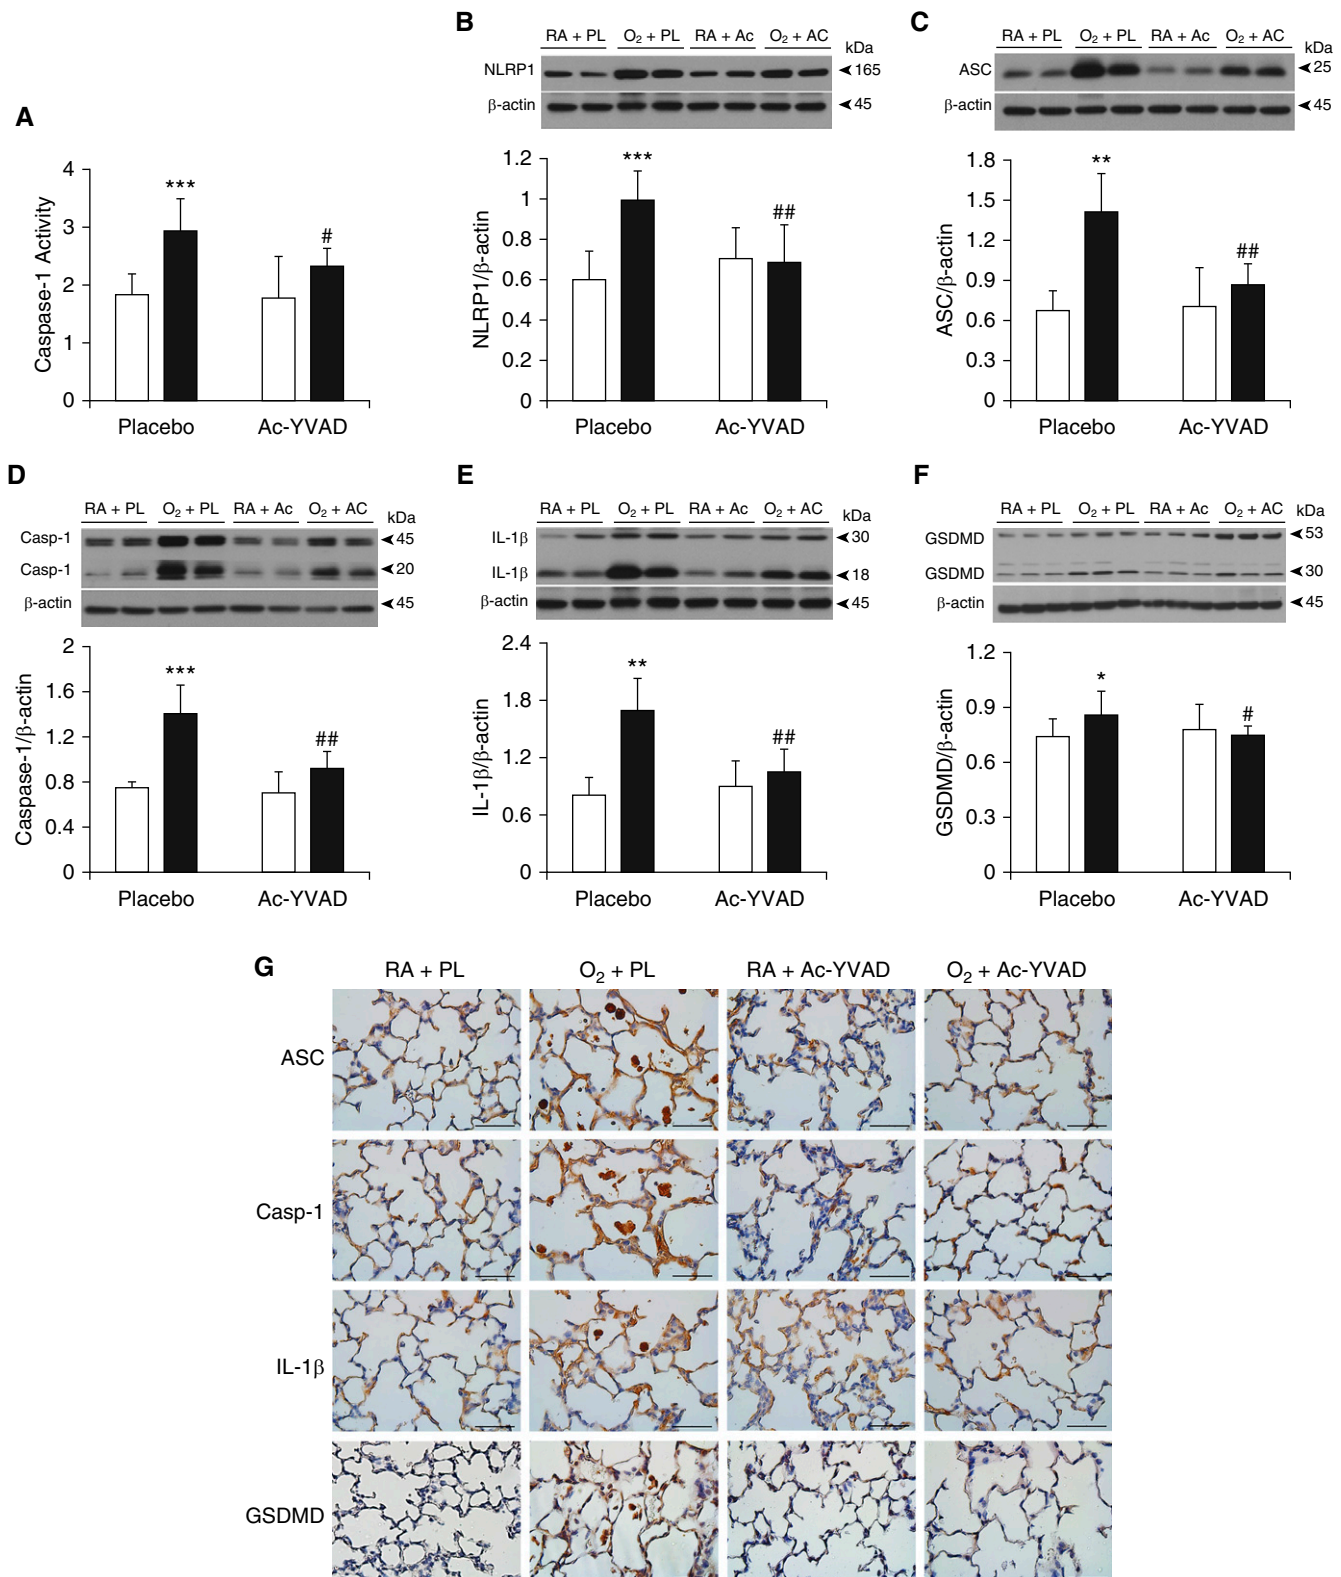 A
4
3
2
1
0
Caspase-1 Activity
***
#
Placebo
Ac-YVAD
B
RA + PL
O₂ + PL
RA + Ac
O₂ + AC
kDa
NLRP1
165
β-actin
45
1.2
1
0.8
0.6
0.4
0.2
0
NLRP1/β-actin
***
##
Placebo
Ac-YVAD
C
RA + PL
O₂ + PL
RA + Ac
O₂ + AC
kDa
ASC
25
β-actin
45
1.8
1.5
1.2
0.9
0.6
0.3
0
ASC/β-actin
**
##
Placebo
Ac-YVAD
D
RA + PL
O₂ + PL
RA + Ac
O₂ + AC
kDa
Casp-1
45
Casp-1
20
β-actin
45
2
1.6
1.2
0.8
0.4
0
Caspase-1/β-actin
***
##
Placebo
Ac-YVAD
E
RA + PL
O₂ + PL
RA + Ac
O₂ + AC
kDa
IL-1β
30
IL-1β
18
β-actin
45
2.4
1.8
1.2
0.6
0
IL-1β/β-actin
**
##
Placebo
Ac-YVAD
F
RA + PL
O₂ + PL
RA + Ac
O₂ + AC
kDa
GSDMD
53
GSDMD
30
β-actin
45
1.2
0.9
0.6
0.3
0
GSDMD/β-actin
*
#
Placebo
Ac-YVAD
G
RA + PL
O₂ + PL
RA + Ac-YVAD
O₂ + Ac-YVAD
ASC
Casp-1
IL-1β
GSDMD